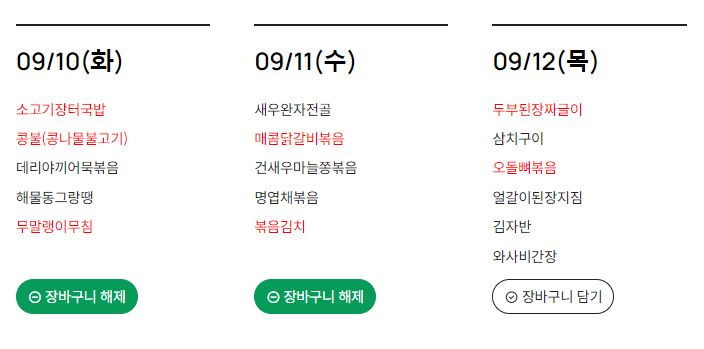 09/10(화)
소고기장터국밥
콩불(콩나물불고기)
데리야끼어묵볶음
해물동그랑땡
무말랭이무침
장바구니 해제
09/11(수)
새우완자전골
매콤닭갈비볶음
건새우마늘쫑볶음
명엽채볶음
볶음김치
장바구니 해제
09/12(목)
두부된장짜글이
삼치구이
오돌뼈볶음
얼갈이된장지짐
김자반
와사비간장
장바구니 담기